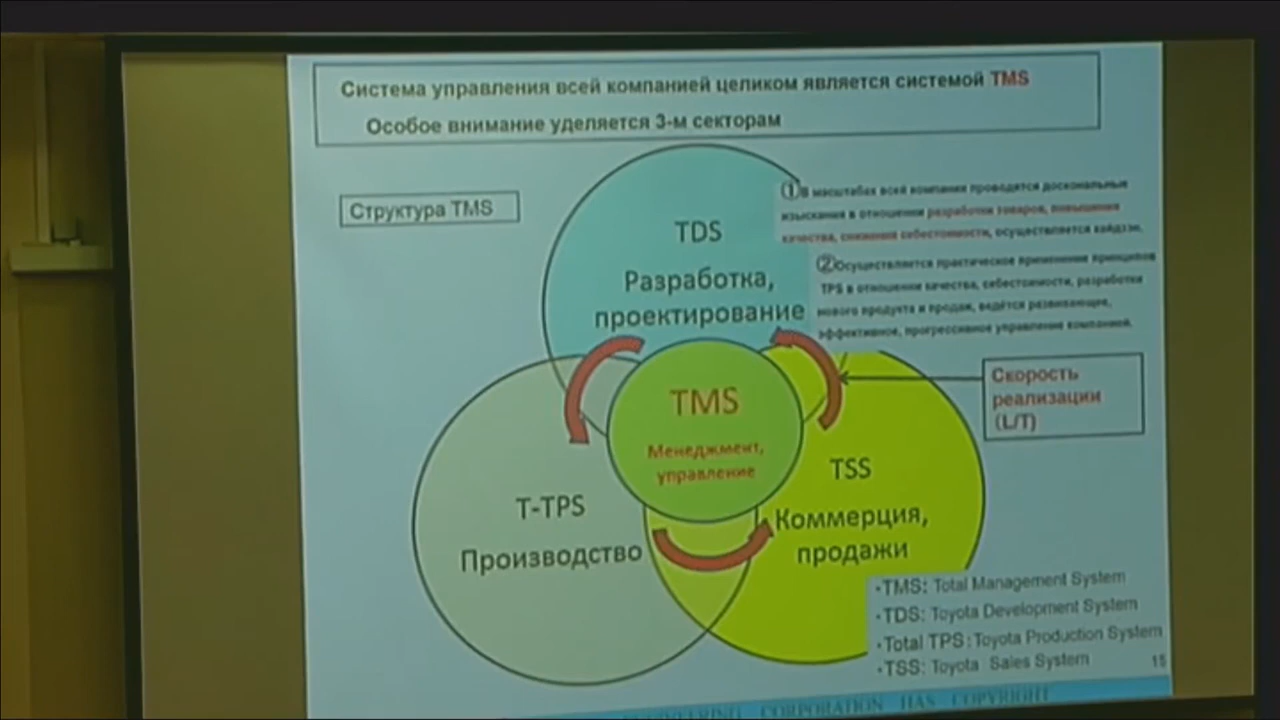 Система управления всей компанией целиком является системой TMS
Особое внимание уделяется 3-м секторам
Структура TMS
①В масштабах всей компании проводятся доскональные
изыскания в отношении разработки товаров, повышения
качества, снижения себестоимости, осуществляется кайдзэн.
②Осуществляется практическое применение принципов
TPS в отношении качества, себестоимости, разработки
нового продукта и продаж, ведётся развивающее,
эффективное, прогрессивное управление компанией.
TDS
Разработка,
проектирование
TMS
Менеджмент,
управление
Скорость
реализации
(L/T)
T-TPS
Производство
TSS
Коммерция,
продажи
•TMS: Total Management System
•TDS: Toyota Development System
•Total TPS: Toyota Production System
•TSS: Toyota Sales System
15
CORPORATION HAS COPYRIGHT